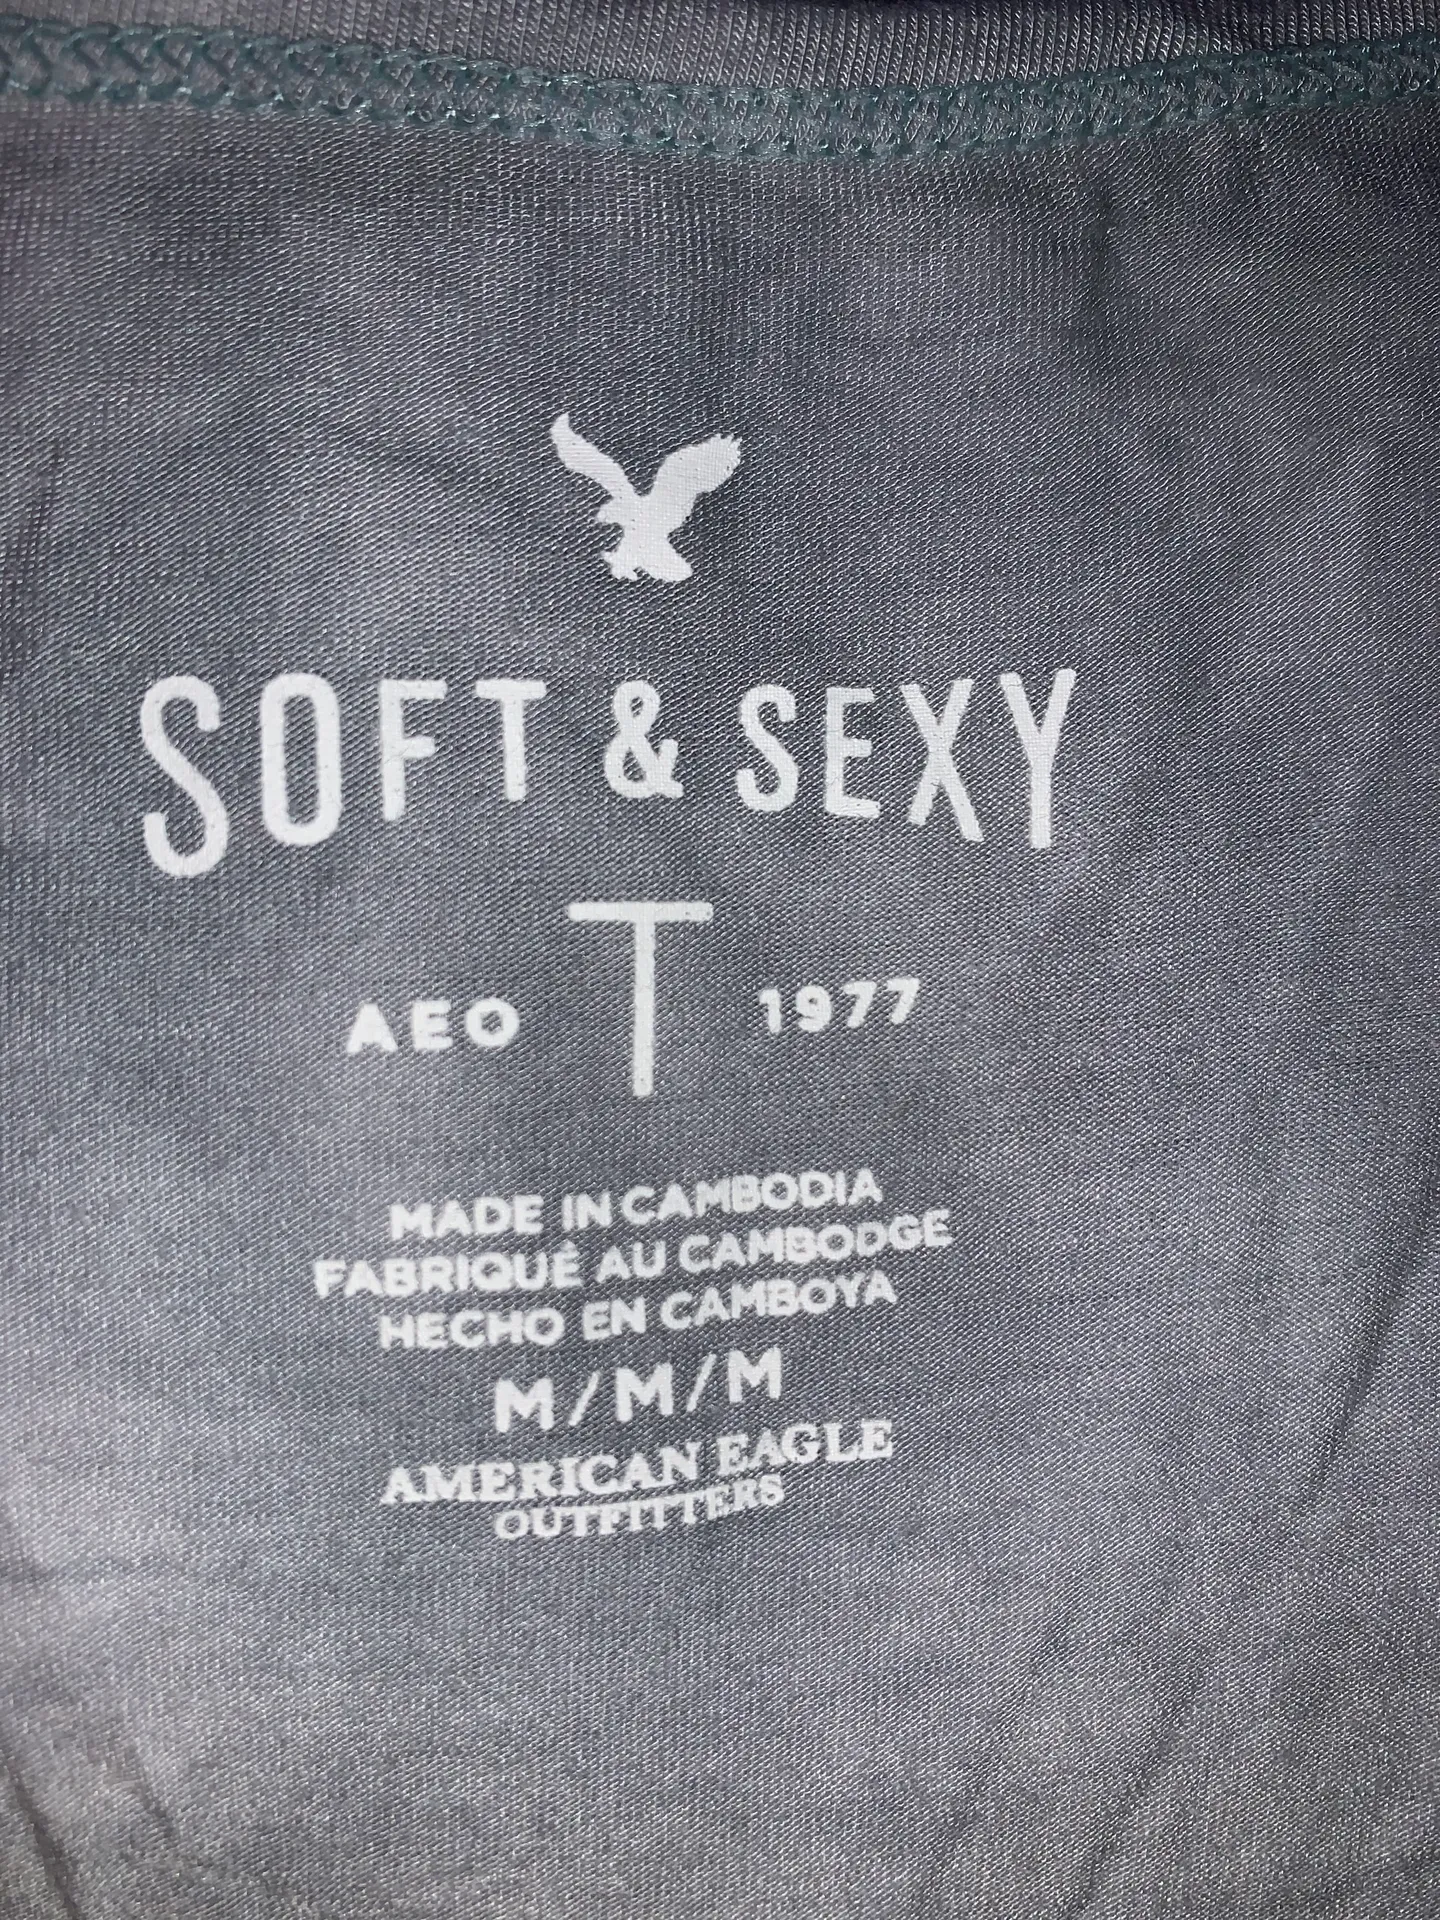 SOFT & SEXY
AEO T 1977
MADE IN CAMBODIA
FABRIQUÉ AU CAMBODGE
HECHO EN CAMBOYA
M/M/M
AMERICAN EAGLE
OUTFITTERS